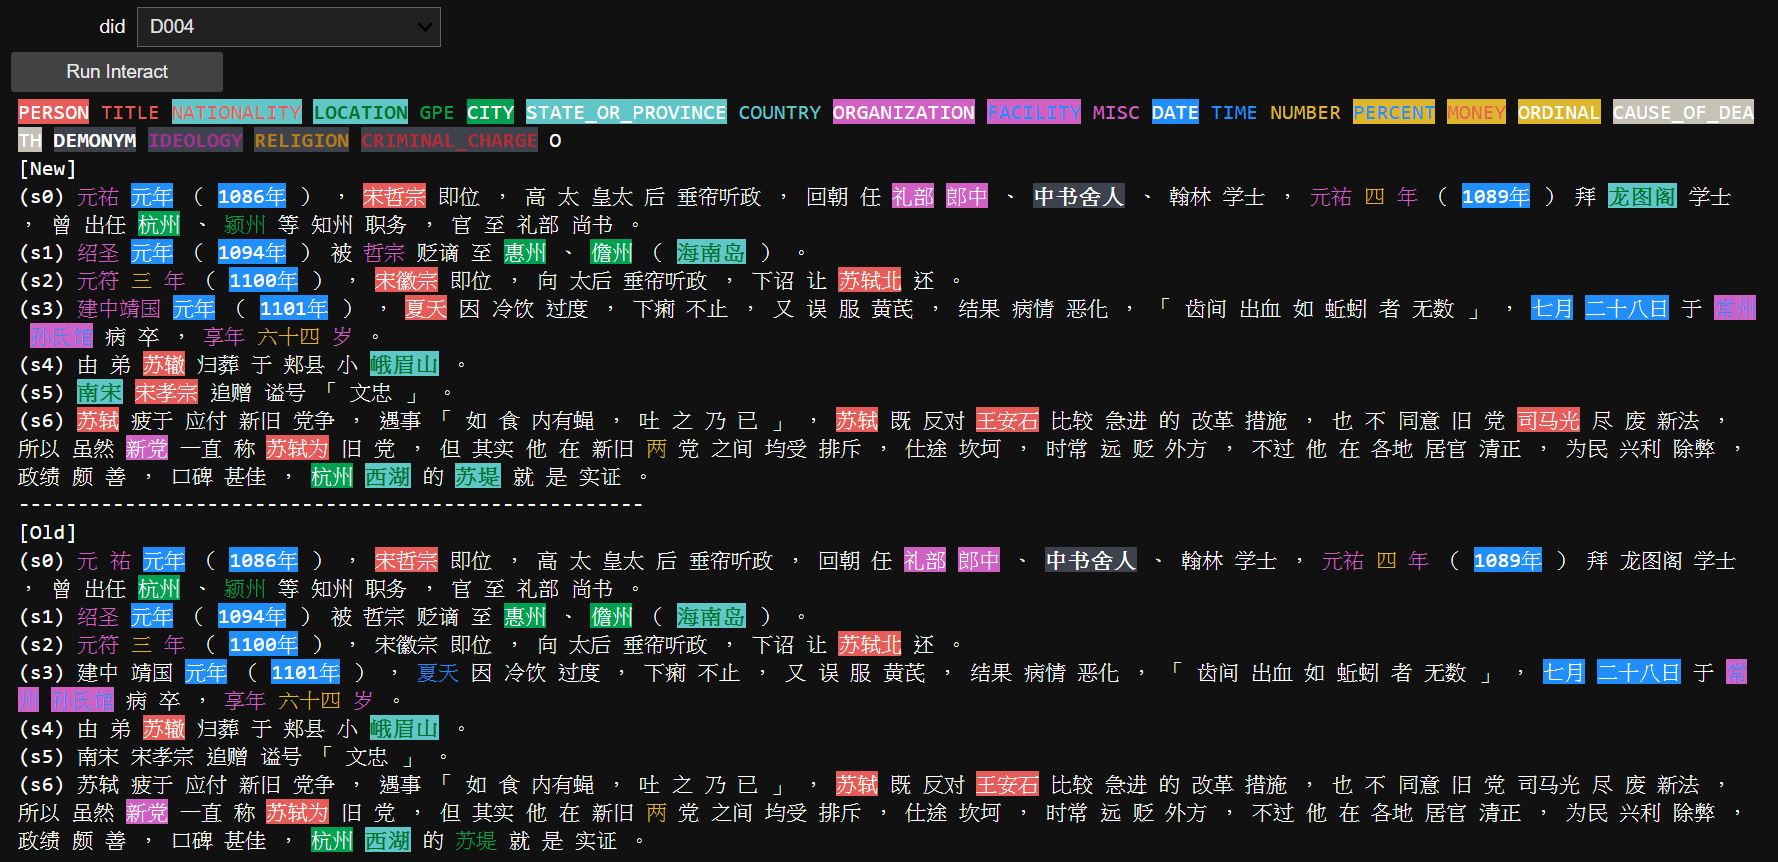 did D004
Run Interact
PERSON TITLE NATIONALITY LOCATION GPE CITY STATE_OR_PROVINCE COUNTRY ORGANIZATION FACILITY MISC DATE TIME NUMBER PERCENT MONEY ORDINAL CAUSE_OF_DEA
TH DEMONYM IDEOLOGY RELIGION CRIMINAL_CHARGE O
[New]
(s0) 元祐 元年 ( 1086年 ) , 宋哲宗 即位 , 高 太 皇太 后 垂帘听政 , 回朝 任 礼部 郎中 、 中书舍人 、 翰林 学士 , 元祐 四 年 ( 1089年 ) 拜 龙图阁 学士
, 曾 出任 杭州 、 颍州 等 知州 职务 , 官 至 礼部 尚书 。
(s1) 绍圣 元年 ( 1094年 ) 被 哲宗 贬谪 至 惠州 、 儋州 ( 海南岛 ) 。
(s2) 元符 三 年 ( 1100年 ) , 宋徽宗 即位 , 向 太后 垂帘听政 , 下诏 让 苏轼北 还 。
(s3) 建中靖国 元年 ( 1101年 ) , 夏天 因 冷饮 过度 , 下痢 不止 , 又 误 服 黄芪 , 结果 病情 恶化 , 「 齿间 出血 如 蚯蚓 者 无数 」 , 七月 二十八日 于 常州
孙氏馆 病 卒 , 享年 六十四 岁 。
(s4) 由 弟 苏辙 归葬 于 郏县 小 峨眉山 。
(s5) 南宋 宋孝宗 追赠 谥号 「 文忠 」 。
(s6) 苏轼 疲于 应付 新旧 党争 , 遇事 「 如 食 内有蝇 , 吐 之 乃 已 」 , 苏轼 既 反对 王安石 比较 急进 的 改革 措施 , 也 不 同意 旧 党 司马光 尽 废 新法 ,
所以 虽然 新党 一直 称 苏轼为 旧 党 , 但 其实 他 在 新旧 两 党 之间 均受 排斥 , 仕途 坎坷 , 时常 远 贬 外方 , 不过 他 在 各地 居官 清正 , 为民 兴利 除弊 ,
政绩 颇 善 , 口碑 甚佳 , 杭州 西湖 的 苏堤 就 是 实证 。
-----------------------------------------------------
[Old]
(s0) 元 祐 元年 ( 1086年 ) , 宋哲宗 即位 , 高 太 皇太 后 垂帘听政 , 回朝 任 礼部 郎中 、 中书舍人 、 翰林 学士 , 元祐 四 年 ( 1089年 ) 拜 龙图阁 学士
, 曾 出任 杭州 、 颍州 等 知州 职务 , 官 至 礼部 尚书 。
(s1) 绍圣 元年 ( 1094年 ) 被 哲宗 贬谪 至 惠州 、 儋州 ( 海南岛 ) 。
(s2) 元符 三 年 ( 1100年 ) , 宋徽宗 即位 , 向 太后 垂帘听政 , 下诏 让 苏轼北 还 。
(s3) 建中 靖国 元年 ( 1101年 ) , 夏天 因 冷饮 过度 , 下痢 不止 , 又 误 服 黄芪 , 结果 病情 恶化 , 「 齿间 出血 如 蚯蚓 者 无数 」 , 七月 二十八日 于 常
州 孙氏馆 病 卒 , 享年 六十四 岁 。
(s4) 由 弟 苏辙 归葬 于 郏县 小 峨眉山 。
(s5) 南宋 宋孝宗 追赠 谥号 「 文忠 」 。
(s6) 苏轼 疲于 应付 新旧 党争 , 遇事 「 如 食 内有蝇 , 吐 之 乃 已 」 , 苏轼 既 反对 王安石 比较 急进 的 改革 措施 , 也 不 同意 旧 党 司马光 尽 废 新法 ,
所以 虽然 新党 一直 称 苏轼为 旧 党 , 但 其实 他 在 新旧 两 党 之间 均受 排斥 , 仕途 坎坷 , 时常 远 贬 外方 , 不过 他 在 各地 居官 清正 , 为民 兴利 除弊 ,
政绩 颇 善 , 口碑 甚佳 , 杭州 西湖 的 苏堤 就 是 实证 。